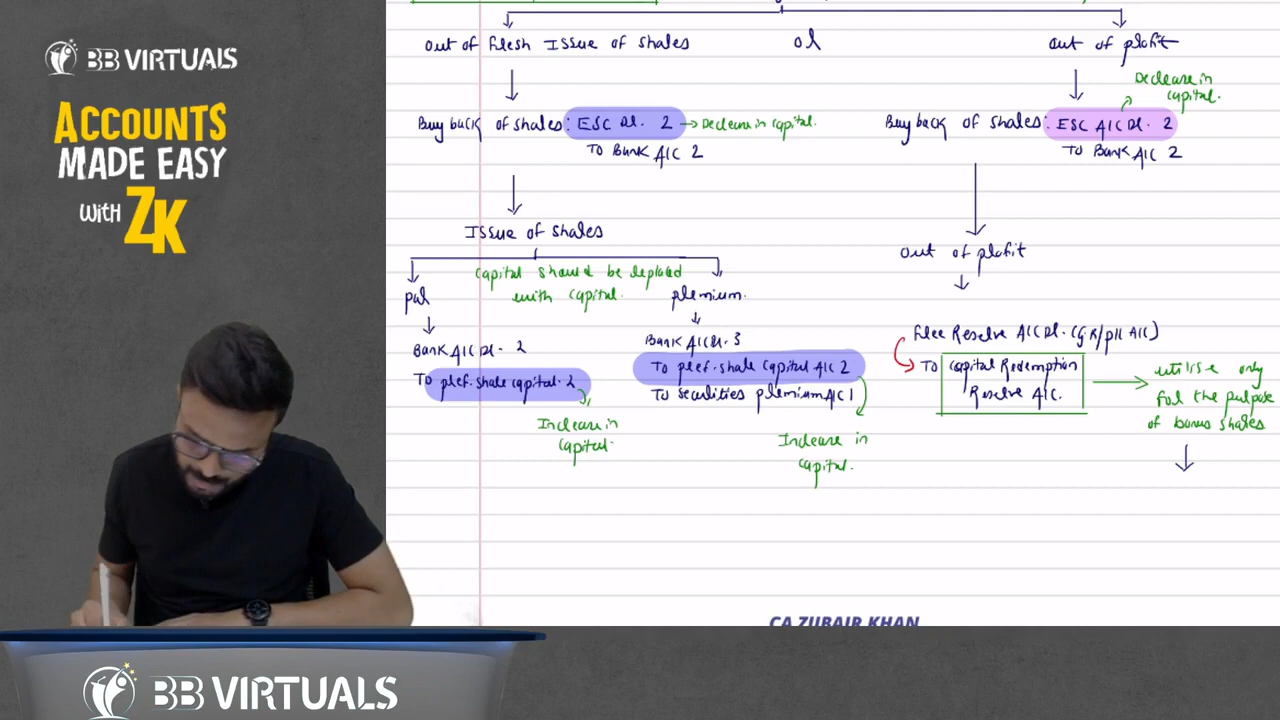 BB VIRTUALS
ACCOUNTS
MADE EASY
WITH ZK
Out of fresh Issue of shares
or
Out of profit
Decrease in
capital.
Buy back of shares: ESC Dr. 2 → Decrease in capital.
To Bank A/C 2
Buy back of shares: ESC A/C Dr. 2
To Bank A/C 2
Issue of shares
Out of profit
capital should be replaced
with capital.
par
premium.
Bank A/C Dr. 2
To pref. share capital. 2
Increase in
capital.
Bank A/C Dr. 3
To pref. share capital A/C 2
To securities premium A/C 1
Increase in
capital.
Free Reserve A/C Dr. (GR/P/L A/C)
To capital Redemption
Reserve A/C.
utilise only
for the purpose
of bonus shares
CA ZUBAIR KHAN
BB VIRTUALS